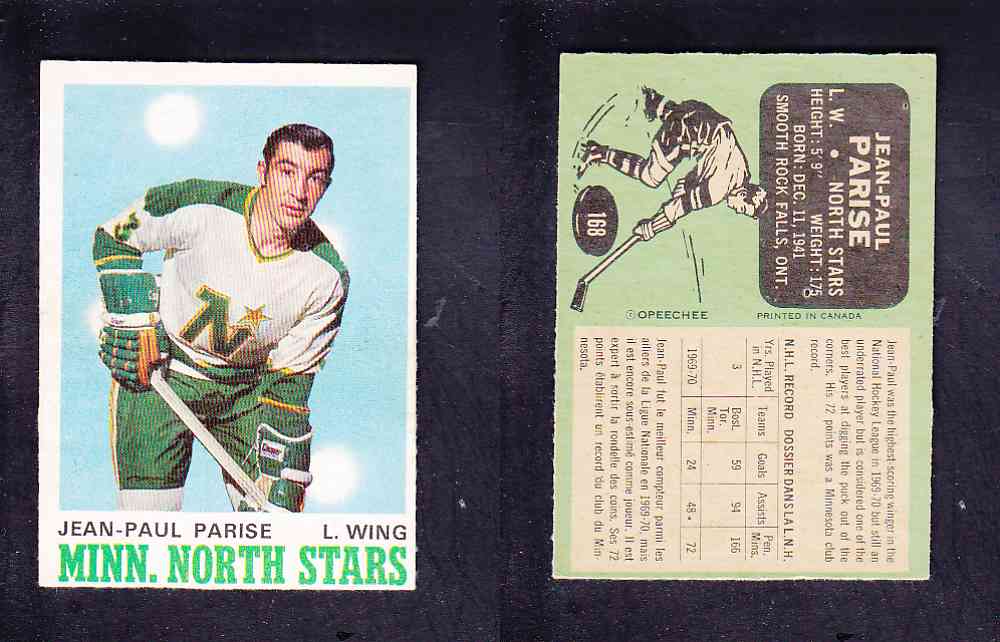 JEAN-PAUL PARISE L. WING
MINN. NORTH STARS
Cooper
JEAN-PAUL
PARISE
L. W. • NORTH STARS
HEIGHT: 5' 9' WEIGHT: 175
BORN: DEC. 11, 1941
SMOOTH ROCK FALLS, ONT.
168
© OPEECHEE PRINTED IN CANADA
Jean-Paul was the highest scoring winger in the
National Hockey League in 1969-70 but still an
underrated player but is considered one of the
best players at digging the puck out of the
corners. His 72 points was a Minnesota club
record.
N.H.L. RECORD DOSSIER DANS LA L.N.H.
Yrs. Played in N.H.L. Teams Goals Assists Pen. Mins.
3 Bost. Tor. Minn. 59 94 166
1969-70 Minn. 24 48 • 72
Jean-Paul fut le meilleur compteur parmi les
ailiers de la Ligue Nationale en 1969-70, mais
il est encore sous-estimé comme joueur. Il est
expert à sortir la rondelle des coins. Ses 72
points établirent un record du club du Min-
nesota.